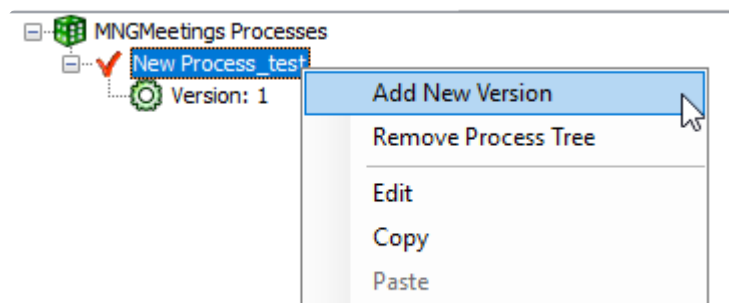 MNGMeetings Processes
New Process_test
Version: 1
Add New Version
Remove Process Tree
Edit
Copy
Paste